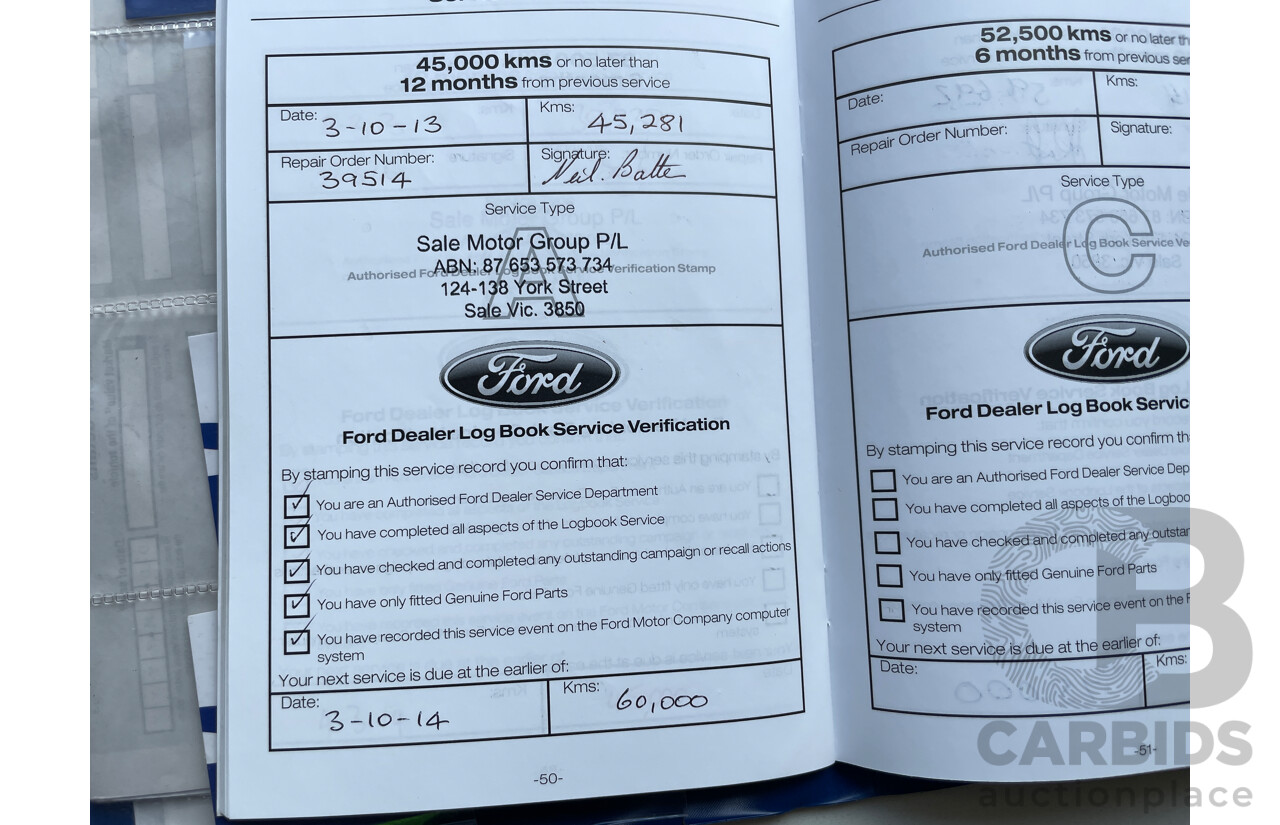 45,000 kms or no later than
12 months from previous service
Date: 3-10-13
Kms: 45,281
Repair Order Number:
39514
Signature:
Neil. Batte
Service Type
A
Authorised Ford Dealer Log Book Service Verification Stamp
Sale Motor Group P/L
ABN: 87 653 573 734
124-138 York Street
Sale Vic. 3850
Ford
Ford Dealer Log Book Service Verification
By stamping this service record you confirm that:
You are an Authorised Ford Dealer Service Department
You have completed all aspects of the Logbook Service
You have checked and completed any outstanding campaign or recall actions
You have only fitted Genuine Ford Parts
You have recorded this service event on the Ford Motor Company computer
system
Your next service is due at the earlier of:
Date: 3-10-14
Kms: 60,000
-50-
52,500 kms or no later th
6 months from previous ser
Date:
Kms:
Repair Order Number:
Signature:
Service Type
C
Authorised Ford Dealer Log Book Service Ve
Ford
Ford Dealer Log Book Servic
By stamping this service record you confirm th
You are an Authorised Ford Dealer Service Dep
You have completed all aspects of the Logboo
You have checked and completed any outstan
You have only fitted Genuine Ford Parts
You have recorded this service event on the F
system
Your next service is due at the earlier of:
Date:
Kms:
-51-
CB
CARBIDS
auctionplace